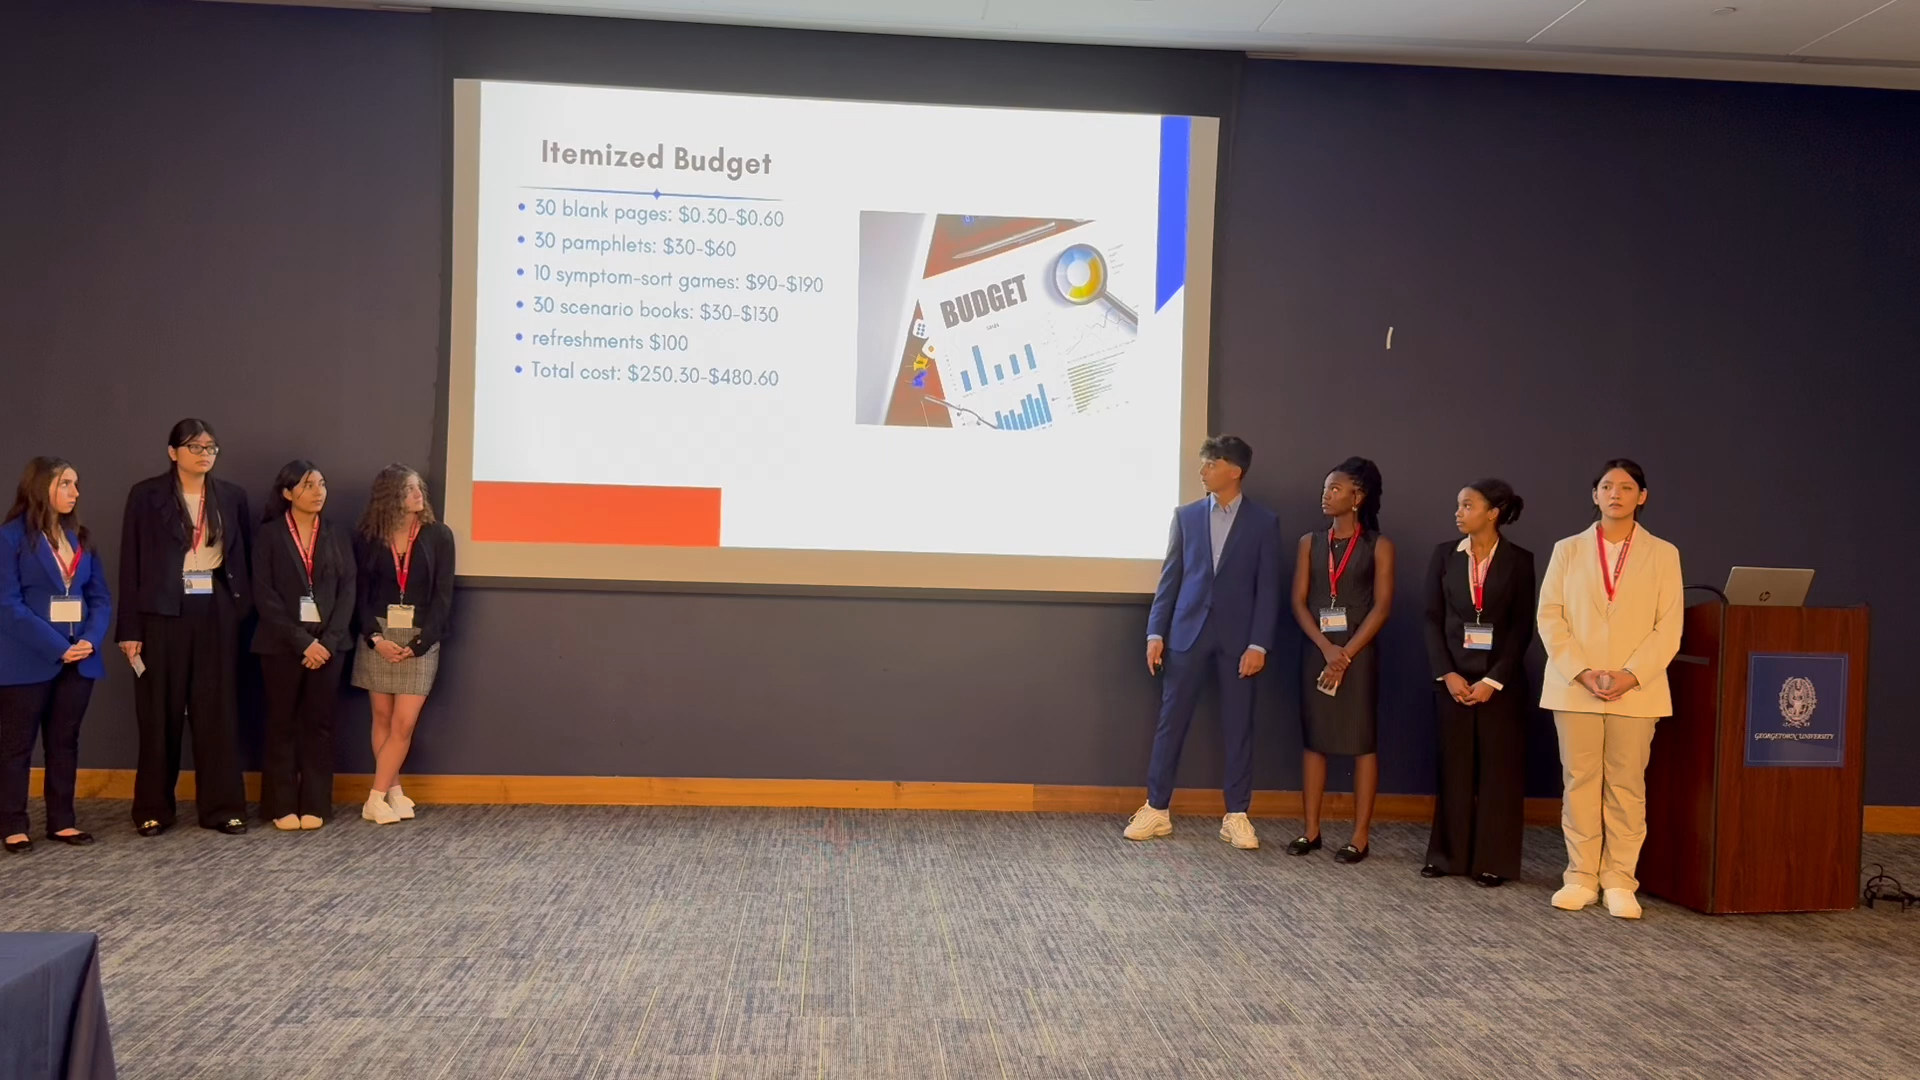 Itemized Budget
• 30 blank pages: $0.30-$0.60
• 30 pamphlets: $30-$60
• 10 symptom-sort games: $90-$190
• 30 scenario books: $30-$130
• refreshments $100
• Total cost: $250.30-$480.60
BUDGET
GEORGETOWN UNIVERSITY